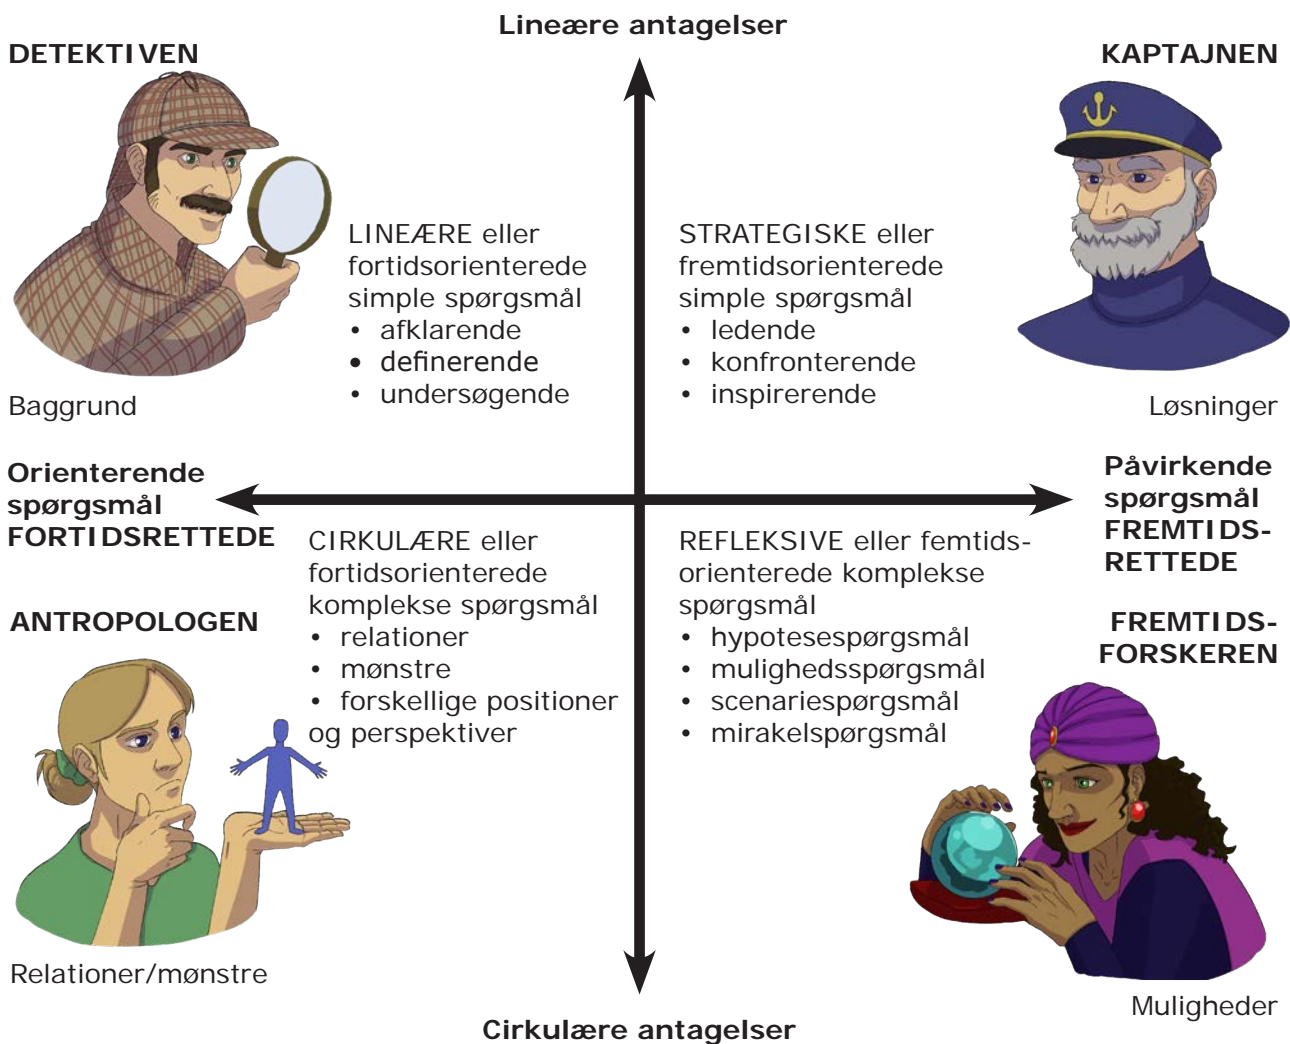 Lineære antagelser
DETEKTIVEN
KAPTAJNEN
LINEÆRE eller
fortidsorienterede
simple spørgsmål
• afklarende
• definerende
• undersøgende
STRATEGISKE eller
fremtidsorienterede
simple spørgsmål
• ledende
• konfronterende
• inspirerende
Baggrund
Løsninger
Orienterende
spørgsmål
FORTIDSRETTEDE
Påvirkende
spørgsmål
FREMTIDS-
RETTEDE
ANTROPOLOGEN
CIRKULÆRE eller
fortidsorienterede
komplekse spørgsmål
• relationer
• mønstre
• forskellige positioner
og perspektiver
REFLEKSIVE eller femtids-
orienterede komplekse
spørgsmål
• hypotesespørgsmål
• mulighedsspørgsmål
• scenariespørgsmål
• mirakelspørgsmål
FREMTIDS-
FORSKEREN
Relationer/mønstre
Muligheder
Cirkulære antagelser